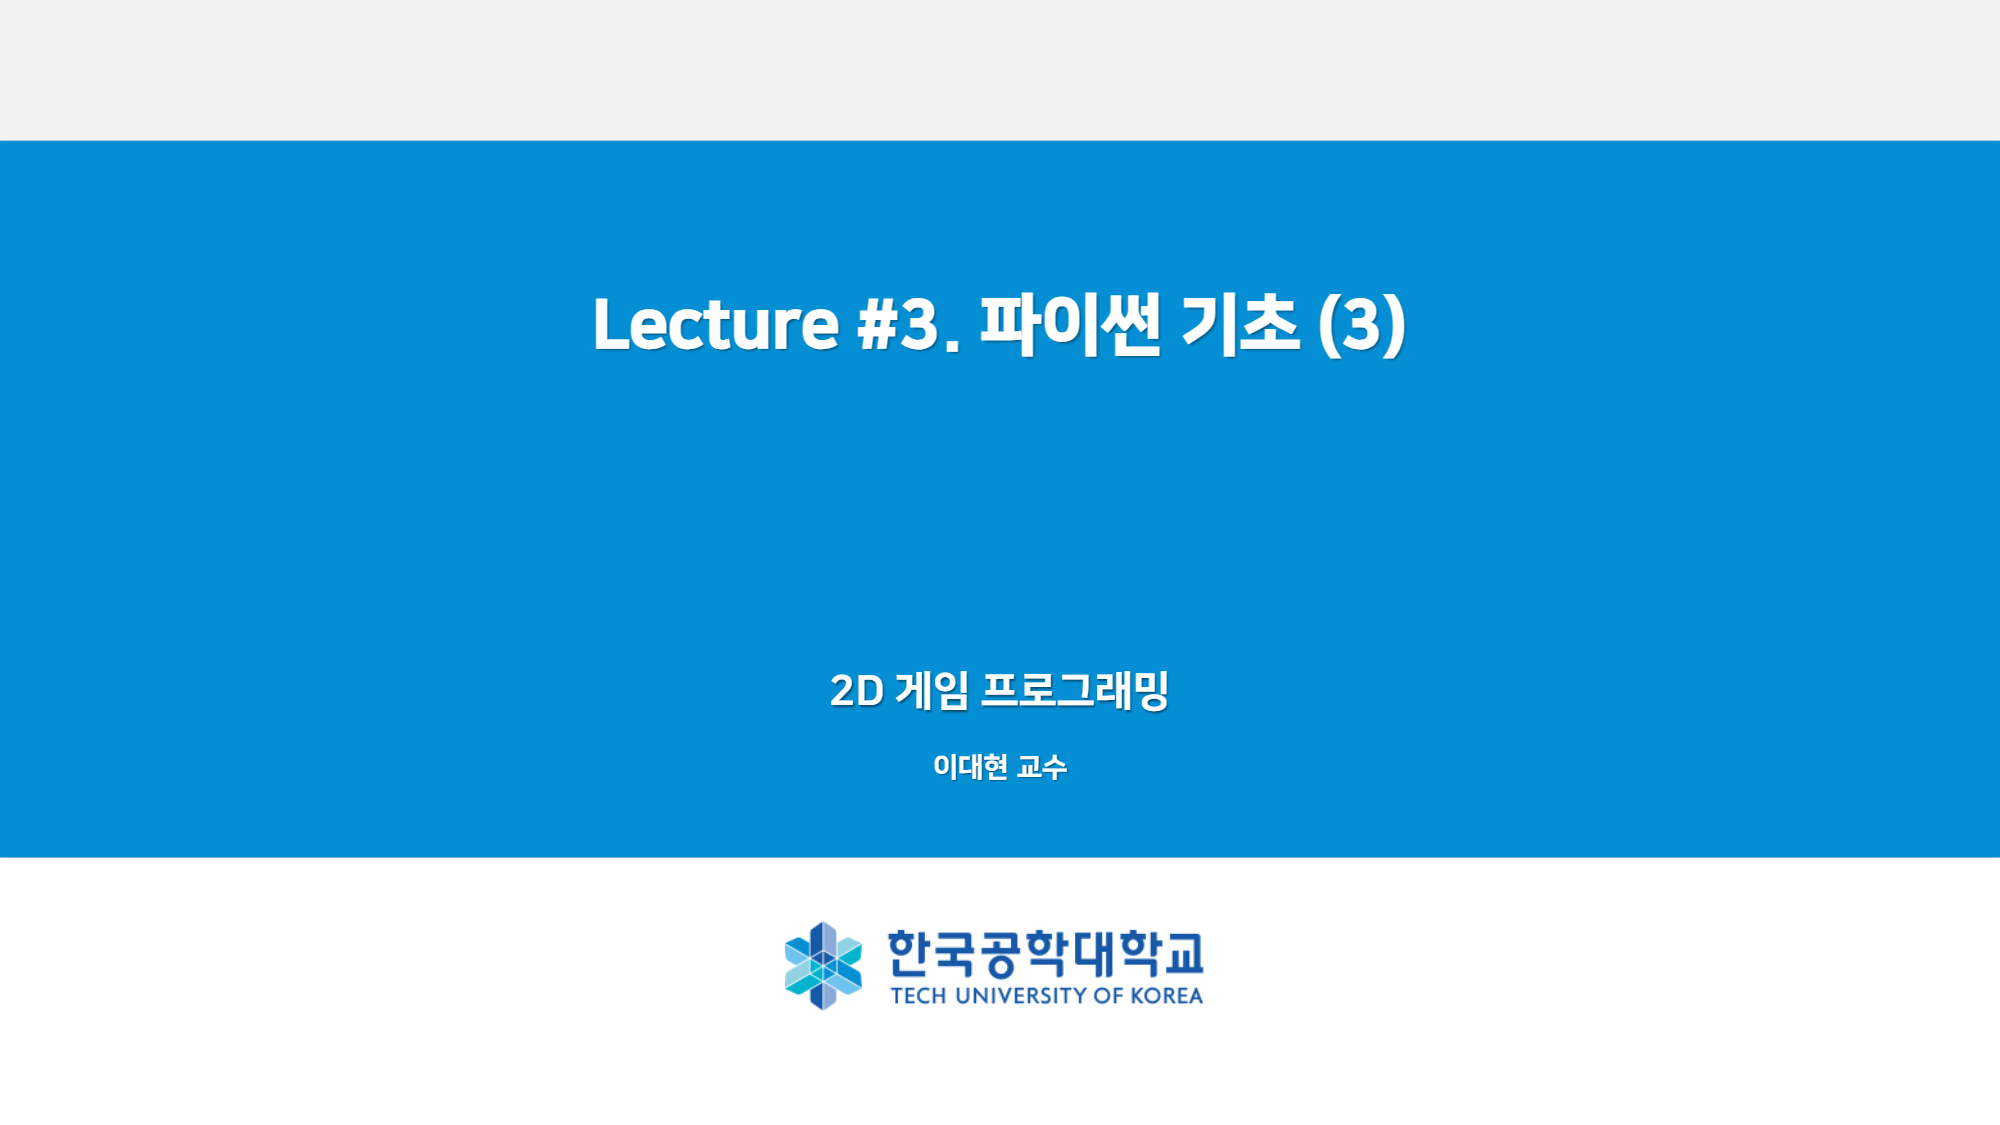 Lecture #3. 파이썬 기초 (3)
2D 게임 프로그래밍
이대현 교수
한국공학대학교
TECH UNIVERSITY OF KOREA